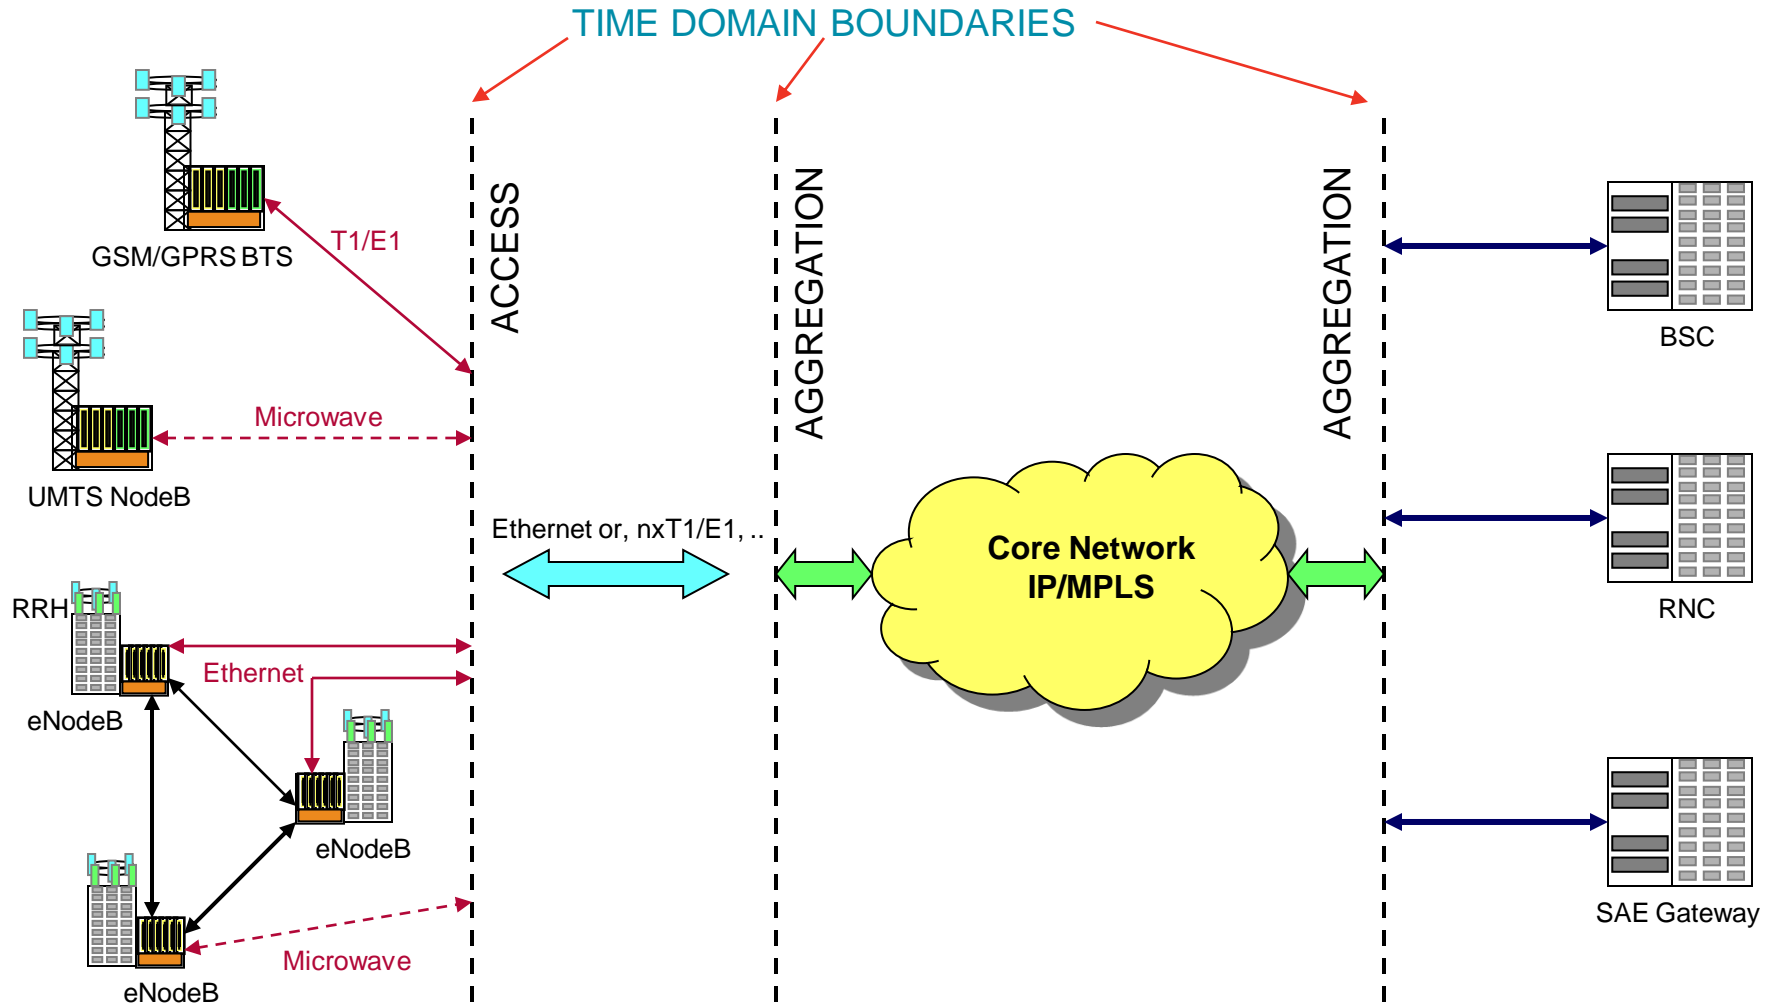 TIME DOMAIN BOUNDARIES
GSM/GPRS BTS
T1/E1
ACCESS
AGGREGATION
AGGREGATION
BSC
Microwave
UMTS NodeB
Ethernet or, nxT1/E1, ..
Core Network
IP/MPLS
RNC
RRH
Ethernet
eNodeB
eNodeB
SAE Gateway
Microwave
eNodeB